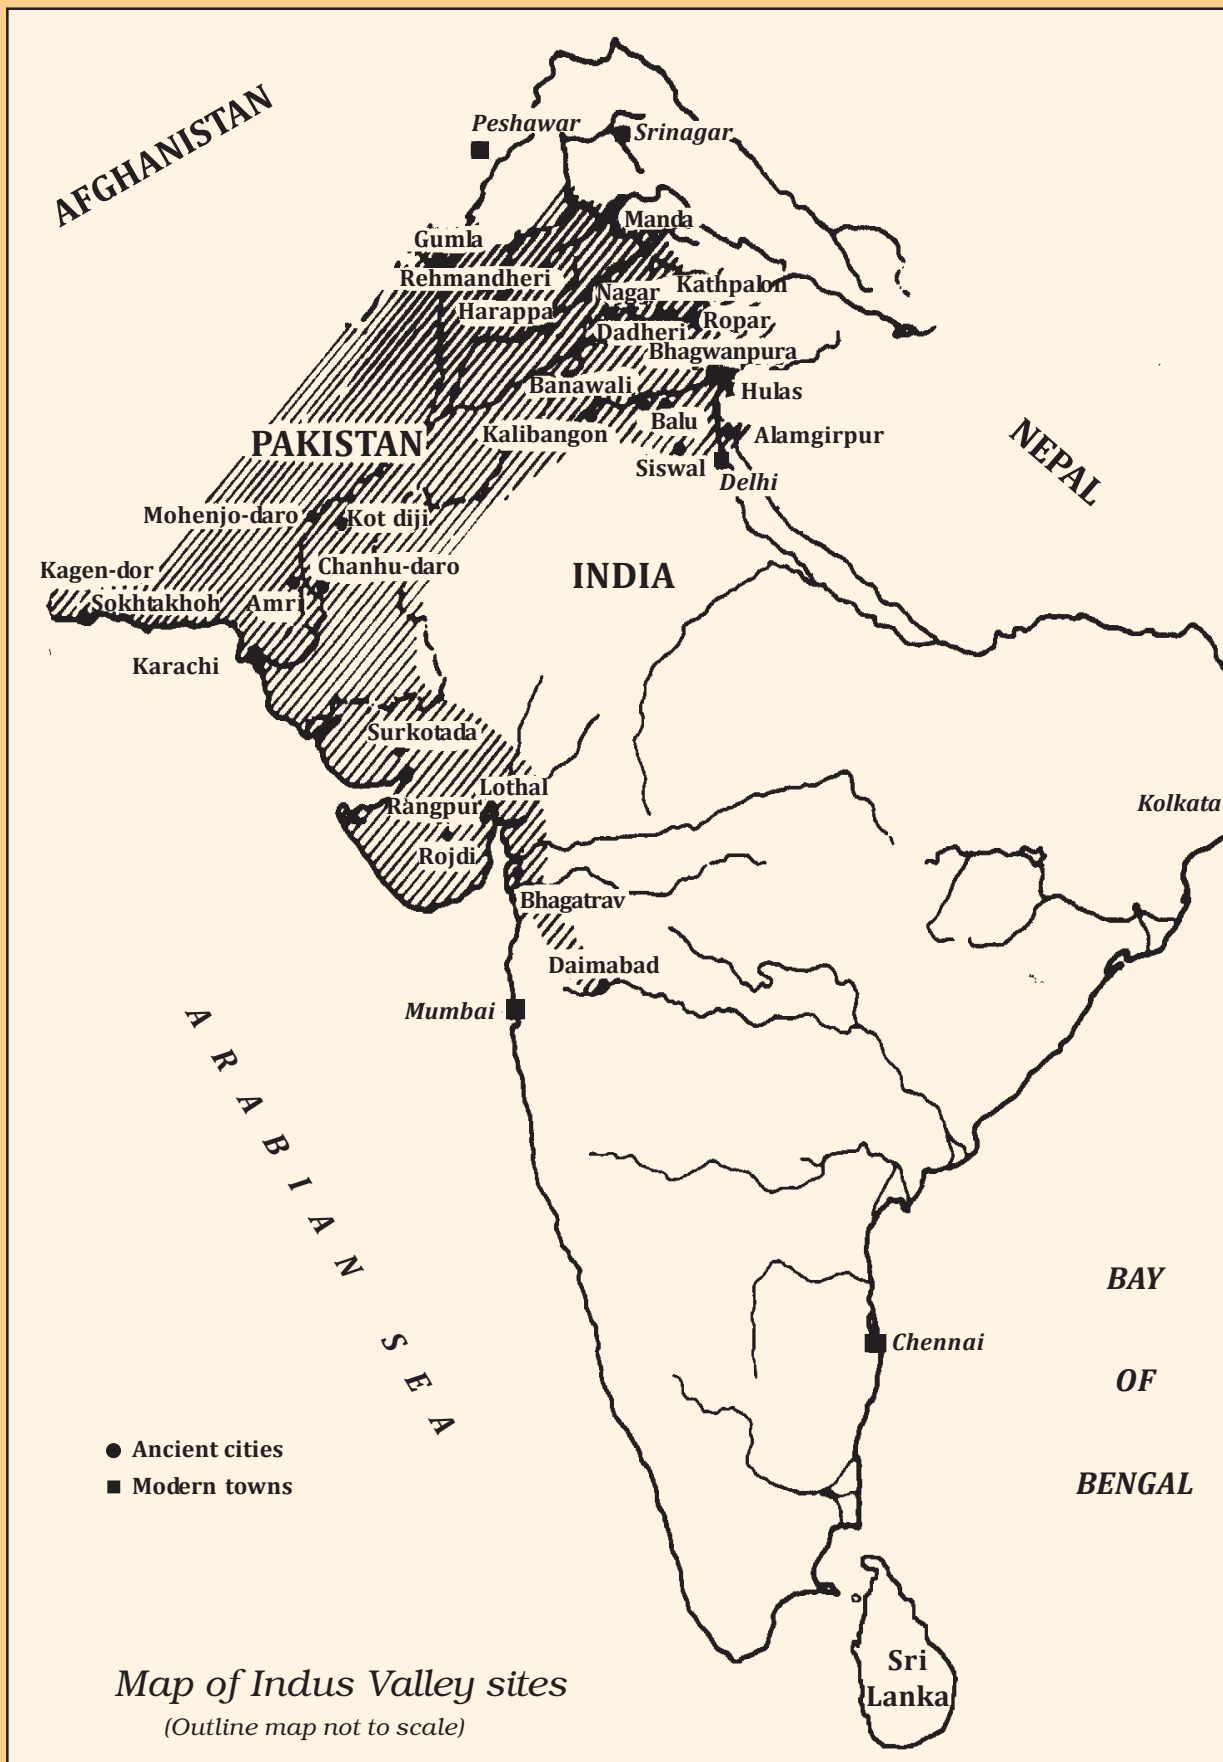 AFGHANISTAN
Peshawar
Srinagar
Manda
Gumla
Rehmandheri
Kathpalon
Nagar
Harappa
Ropar
Dadheri
Bhagwanpura
Banawali
Hulas
Balu
Kalibangon
Alamgirpur
PAKISTAN
NEPAL
Siswal
Delhi
Mohenjo-daro
Kot diji
Kagen-dor
Chanhu-daro
INDIA
Sokhtakhoh
Amri
Karachi
Surkotada
Lothal
Rangpur
Kolkata
Rojdi
Bhagatrav
Daimabad
Mumbai
ARABIAN SEA
BAY
OF
BENGAL
Chennai
Ancient cities
Modern towns
Sri
Lanka
Map of Indus Valley sites
(Outline map not to scale)